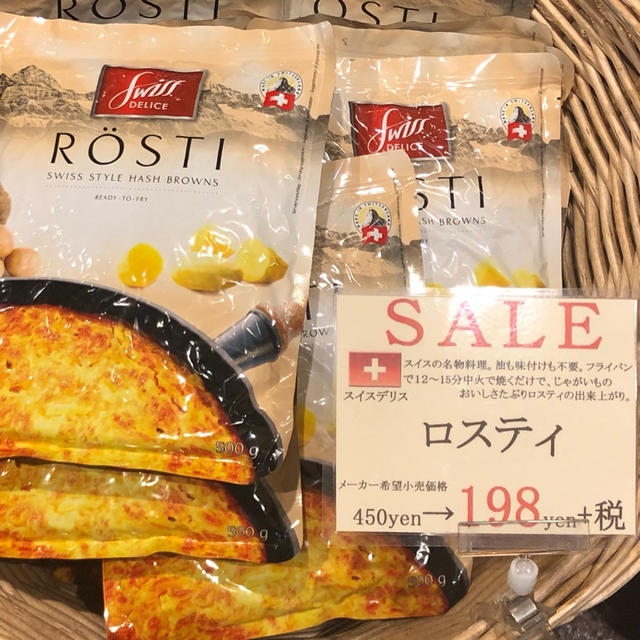 RÖSTI
Swiss
DELICE
RÖSTI
SWISS STYLE HASH BROWNS
READY-TO-FRY
Swiss
DELICE
STI
HASH BROWNS
500 g
500 g
500 g
SALE
スイスの名物料理。油も味付けも不要。フライパン
で12〜15分中火で焼くだけで、じゃがいもの
おいしさたっぷりロスティの出来上がり。
スイスデリス
ロスティ
メーカー希望小売価格
450yen→198yen+税